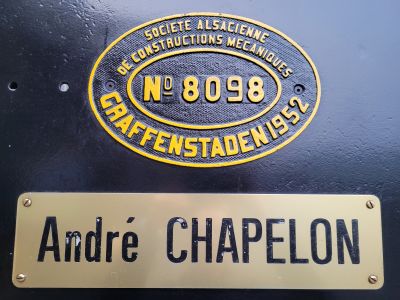 SOCIÉTÉ ALSACIENNE
DE CONSTRUCTIONS MÉCANIQUES
No 8098
GRAFFENSTADEN 1952
André CHAPELON